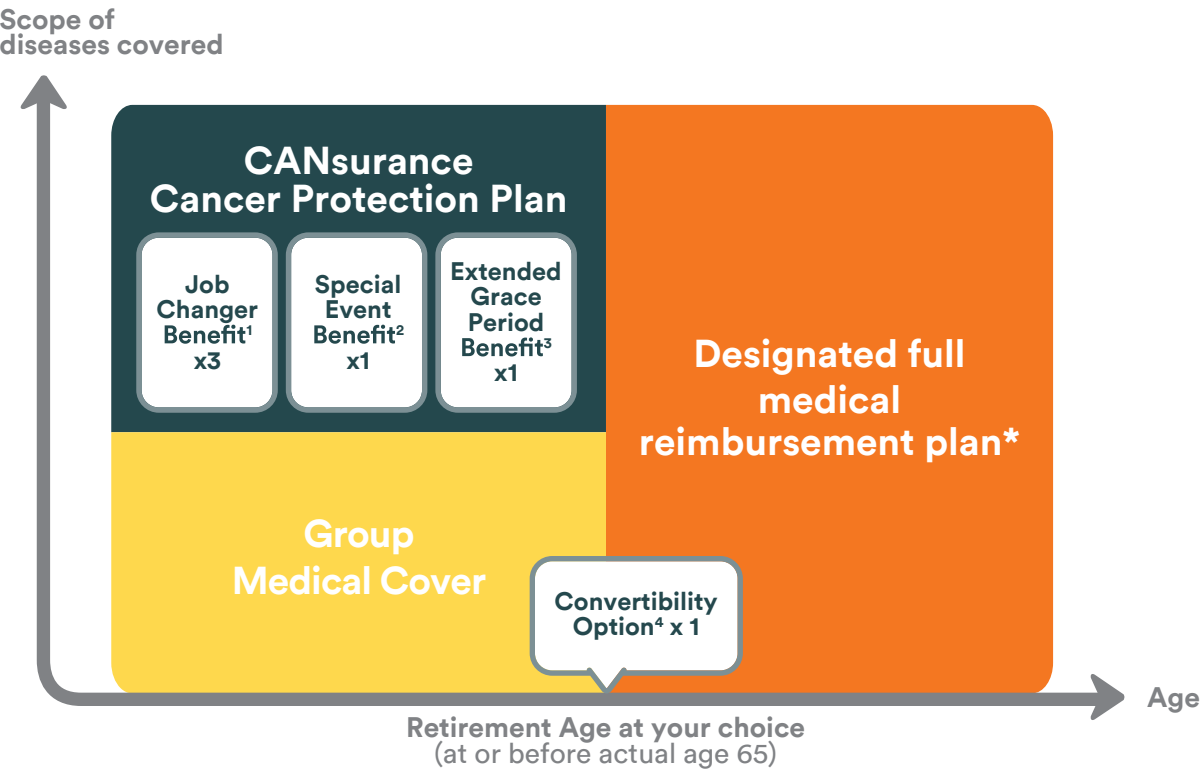 Scope of
diseases covered
CANsurance
Cancer Protection Plan
Job
Changer
Benefit¹
x3
Special
Event
Benefit²
x1
Extended
Grace
Period
Benefit³
x1
Designated full
medical
reimbursement plan*
Group
Medical Cover
Convertibility
Option⁴ x 1
Age
Retirement Age at your choice
(at or before actual age 65)